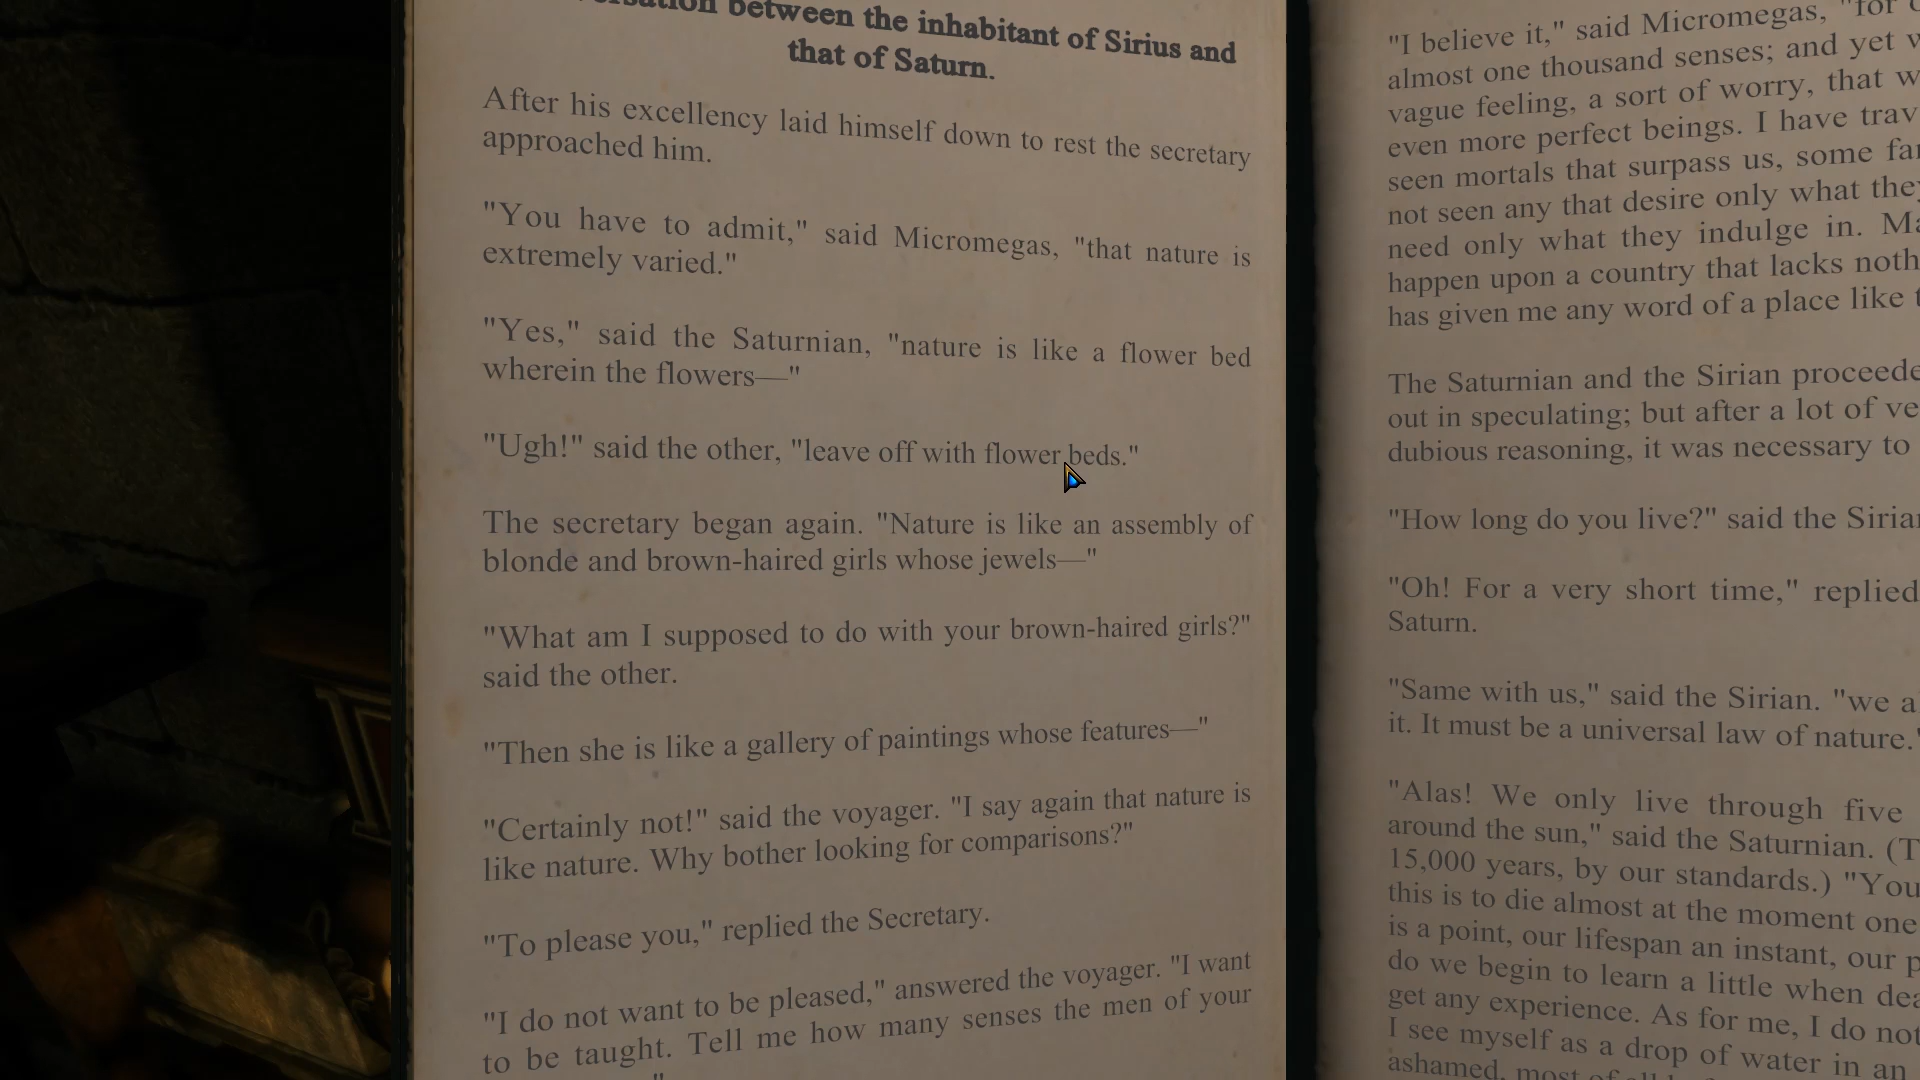 between the inhabitant of Sirius and
that of Saturn.
After his excellency laid himself down to rest the secretary
approached him.
"You have to admit," said Micromegas, "that nature is
extremely varied."
"Yes," said the Saturnian, "nature is like a flower bed
wherein the flowers—"
"Ugh!" said the other, "leave off with flower beds."
The secretary began again. "Nature is like an assembly of
blonde and brown-haired girls whose jewels—"
"What am I supposed to do with your brown-haired girls?"
said the other.
"Then she is like a gallery of paintings whose features—"
"Certainly not!" said the voyager. "I say again that nature is
like nature. Why bother looking for comparisons?"
"To please you," replied the Secretary.
"I do not want to be pleased," answered the voyager. "I want
to be taught. Tell me how many senses the men of your
"I believe it," said Micromegas, "for
almost one thousand senses; and yet
vague feeling, a sort of worry, that
even more perfect beings. I have
seen mortals that surpass us, some
not seen any that desire only what
need only what they indulge in.
happen upon a country that lacks
has given me any word of a place like
The Saturnian and the Sirian
out in speculating; but after a lot of
dubious reasoning, it was necessary to
"How long do you live?" said the
"Oh! For a very short time," replied
Saturn.
"Same with us," said the Sirian. "we
it. It must be a universal law of nature."
"Alas! We only live through five
around the sun," said the Saturnian.
15,000 years, by our standards.)
this is to die almost at the moment one
is a point, our lifespan an instant, our
do we begin to learn a little when
get any experience. As for me, I do not
I see myself as a drop of water in an
ashamed, most of all